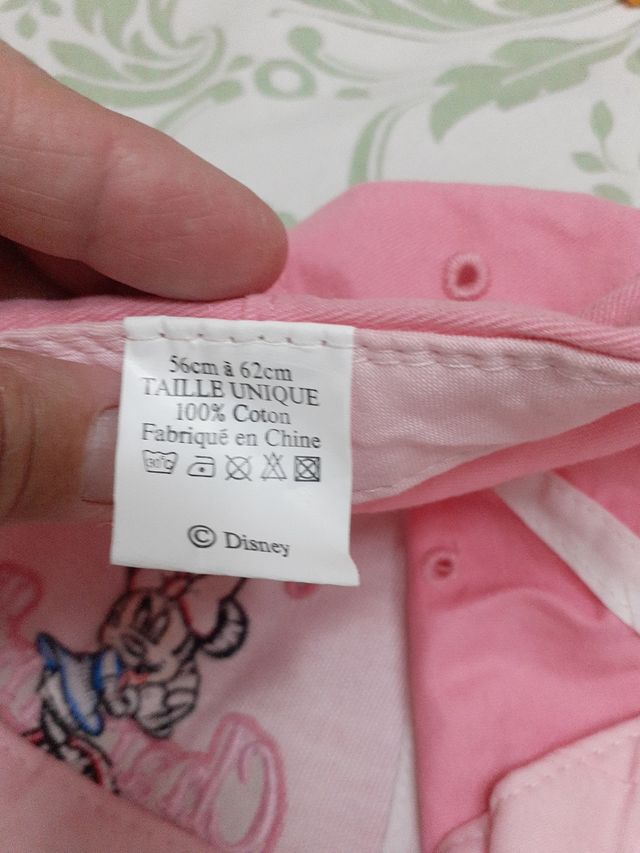 56cm à 62cm
TAILLE UNIQUE
100% Coton
Fabriqué en Chine
30°C
© Disney